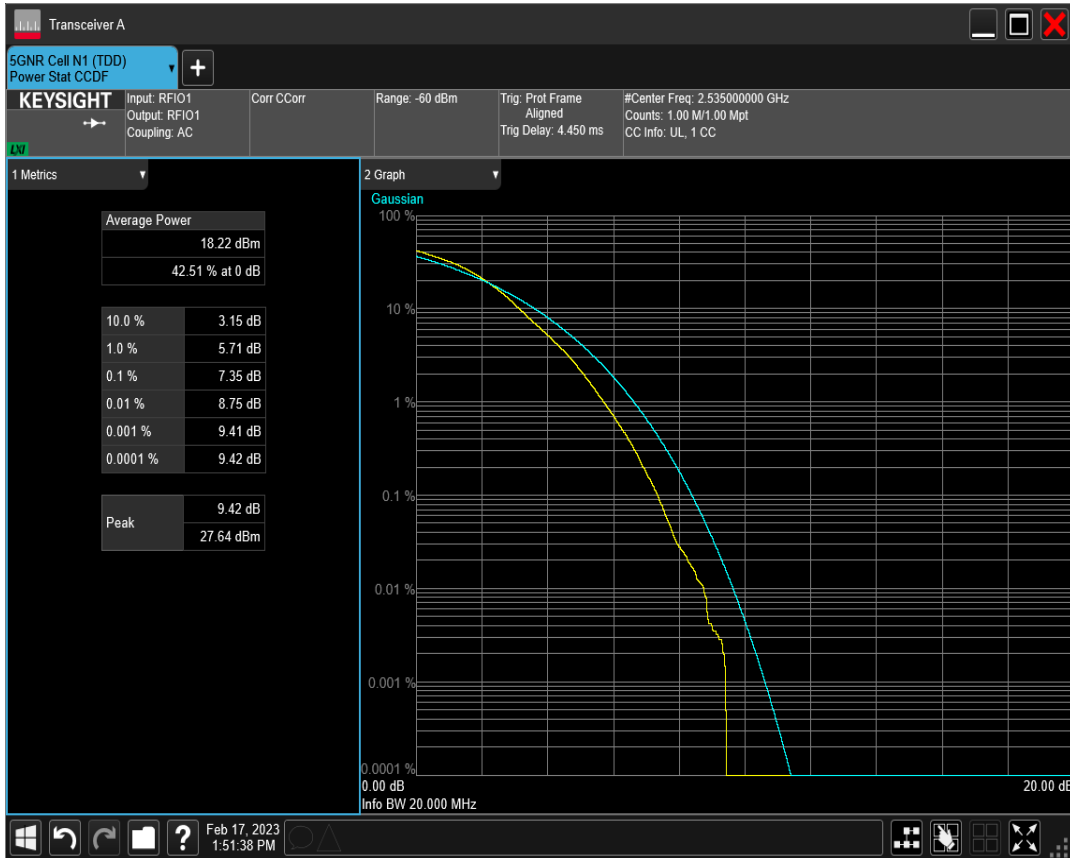 Transceiver A
5GNR Cell N1 (TDD)
Power Stat CCDF
+
KEYSIGHT
LXI
Input: RFIO1
Output: RFIO1
Coupling: AC
Corr CCorr
Range: -60 dBm
Trig: Prot Frame
Aligned
Trig Delay: 4.450 ms
#Center Freq: 2.535000000 GHz
Counts: 1.00 M/1.00 Mpt
CC Info: UL, 1 CC
1 Metrics
Average Power
18.22 dBm
42.51 % at 0 dB
10.0 % 3.15 dB
1.0 % 5.71 dB
0.1 % 7.35 dB
0.01 % 8.75 dB
0.001 % 9.41 dB
0.0001 % 9.42 dB
Peak
9.42 dB
27.64 dBm
2 Graph
Gaussian
100 %
10 %
1 %
0.1 %
0.01 %
0.001 %
0.0001 %
0.00 dB 20.00 dB
Info BW 20.000 MHz
?
Feb 17, 2023
1:51:38 PM